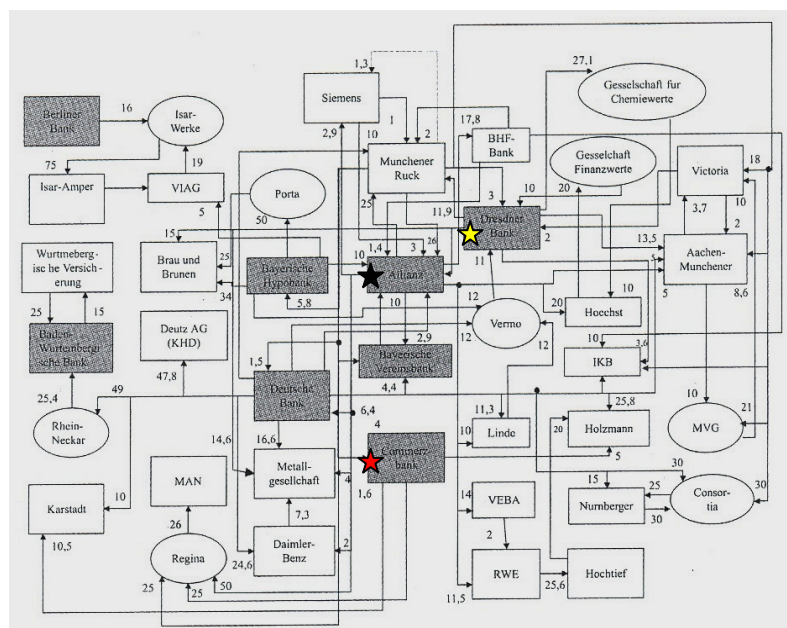 27,1
1,3
Gesselschaft fur
Chemiewerte
Siemens
16
Berliner
Bank
Isar-
Werke
2,9
10
1
2
17,8
BHF-
Bank
Gesselchaft
Finanzwerte
Victoria
18
75
19
Munchener
Ruck
Isar-Amper
VIAG
Porta
3
10
20
10
25
5
50
11,9
Dresdner
Bank
2
3,7
2
15
13,5
Aachen-
Munchener
Wurtmeberg-
ische Versich-
erung
Brau und
Brunen
25
10
1,4
3
26
Bayerische
Hypobank
Allianz
11
5
5
8,6
34
5,8
10
12
20
10
Hoechst
25
15
Deutz AG
(KHD)
Vermo
Baden-
Wurtembergi
sche Bank
2,9
12
12
10
3,6
IKB
1,5
Bayerische
Vereinsbank
47,8
4,4
25,4
49
Deutsche
Bank
10
21
6,4
11,3
25,8
Rhein-
Neckar
4
Linde
Holzmann
MVG
14,6
16,6
10
20
Commerz
bank
5
Metall-
gesellchaft
30
MAN
4
15
25
Consor-
tia
30
1,6
14
VEBA
Karstadt
10
7,3
Nurnberger
30
26
2
10,5
Daimler-
Benz
2
Regina
24,6
RWE
Hochtief
25
25
50
11,5
25,6